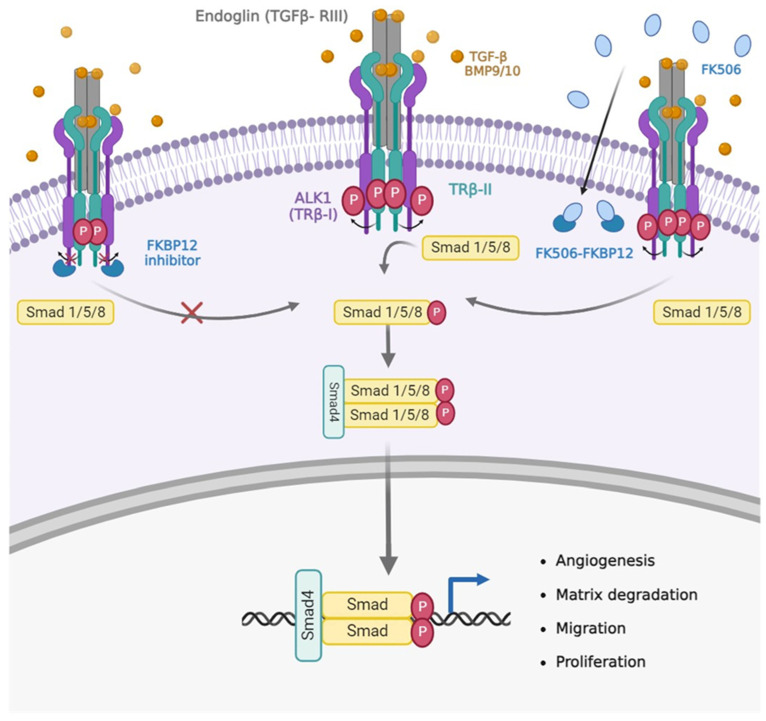 Endoglin (TGFβ- RIII)
TGF-β
BMP9/10
FK506
ALK1
(TRβ-I)
TRβ-II
P P P P
P P
P P P P
FKBP12
inhibitor
FK506-FKBP12
Smad 1/5/8
Smad 1/5/8
Smad 1/5/8 P
Smad 1/5/8
Smad4
Smad 1/5/8 P
Smad 1/5/8 P
Smad4
Smad P
Smad P
• Angiogenesis
• Matrix degradation
• Migration
• Proliferation